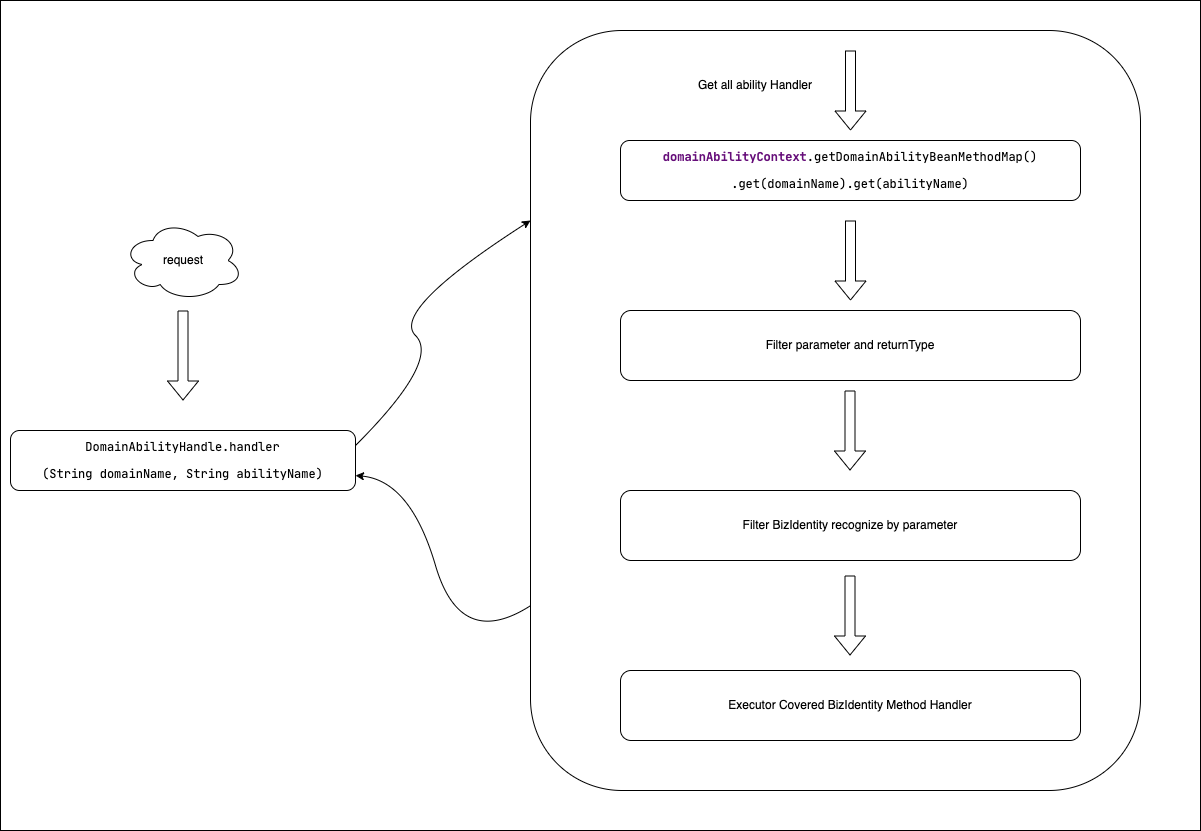 Get all ability Handler
domainAbilityContext.getDomainAbilityBeanMethodMap()
.get(domainName).get(abilityName)
request
Filter parameter and returnType
DomainAbilityHandle.handler
(String domainName, String abilityName)
Filter BizIdentity recognize by parameter
Executor Covered BizIdentity Method Handler